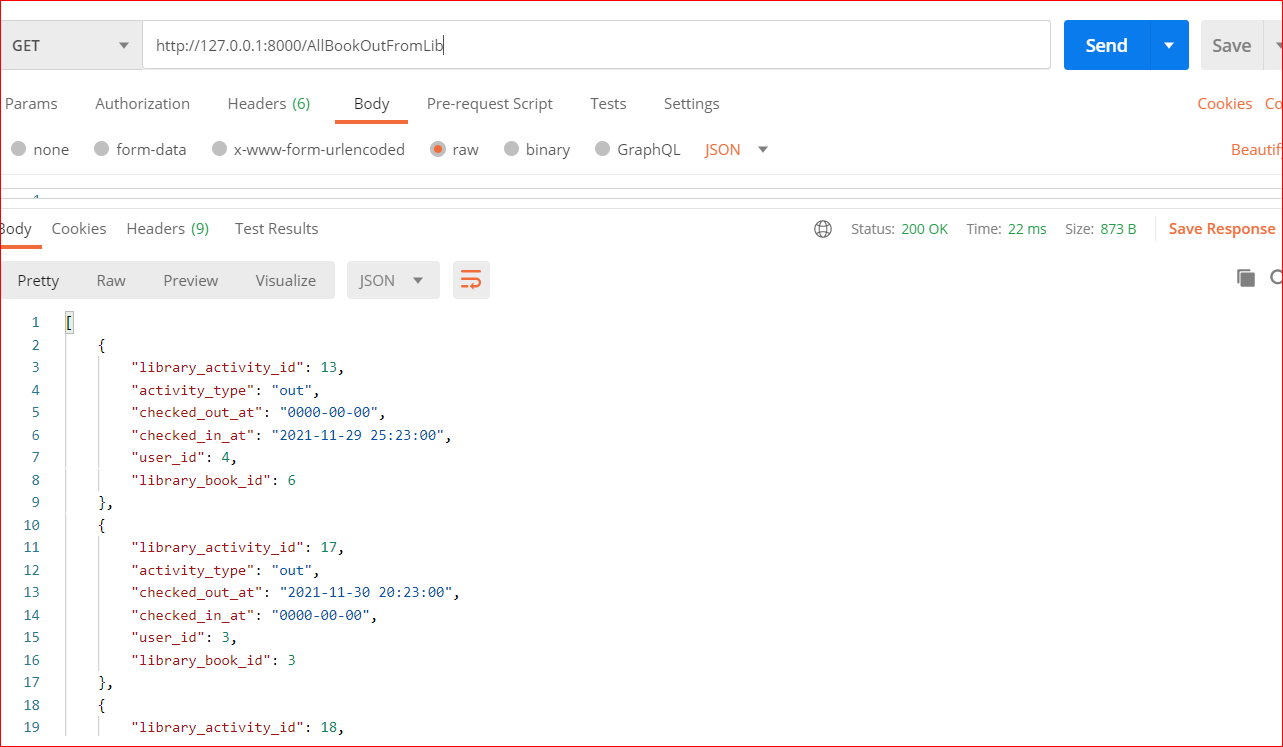 GET http://127.0.0.1:8000/AllBookOutFromLib Send Save
Params Authorization Headers (6) Body Pre-request Script Tests Settings Cookies Co
none form-data x-www-form-urlencoded raw binary GraphQL JSON Beautif
Body Cookies Headers (9) Test Results Status: 200 OK Time: 22 ms Size: 873 B Save Response
Pretty Raw Preview Visualize JSON
1 [
2 {
3 "library_activity_id": 13,
4 "activity_type": "out",
5 "checked_out_at": "0000-00-00",
6 "checked_in_at": "2021-11-29 25:23:00",
7 "user_id": 4,
8 "library_book_id": 6
9 },
10 {
11 "library_activity_id": 17,
12 "activity_type": "out",
13 "checked_out_at": "2021-11-30 20:23:00",
14 "checked_in_at": "0000-00-00",
15 "user_id": 3,
16 "library_book_id": 3
17 },
18 {
19 "library_activity_id": 18,